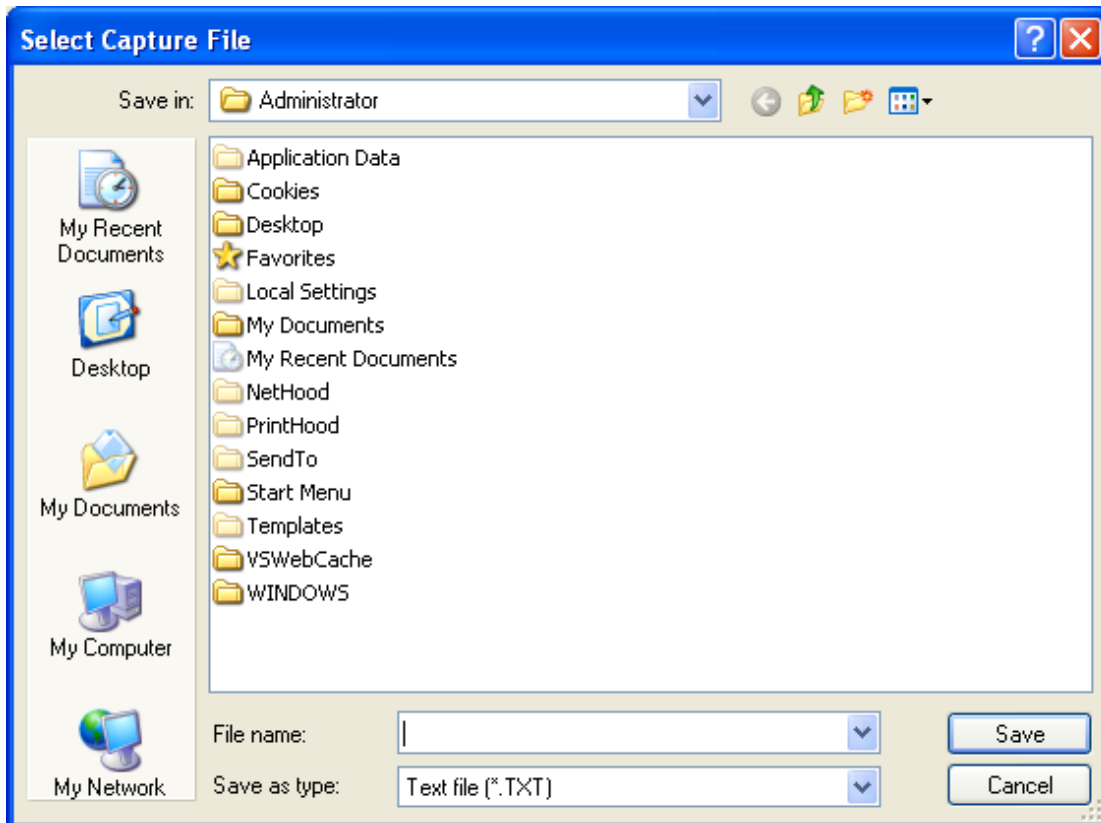 Select Capture File
Save in: Administrator
My Recent
Documents
Desktop
My Documents
My Computer
My Network
Application Data
Cookies
Desktop
Favorites
Local Settings
My Documents
My Recent Documents
NetHood
PrintHood
SendTo
Start Menu
Templates
VSWebCache
WINDOWS
File name:
Save
Save as type: Text file (*.TXT)
Cancel